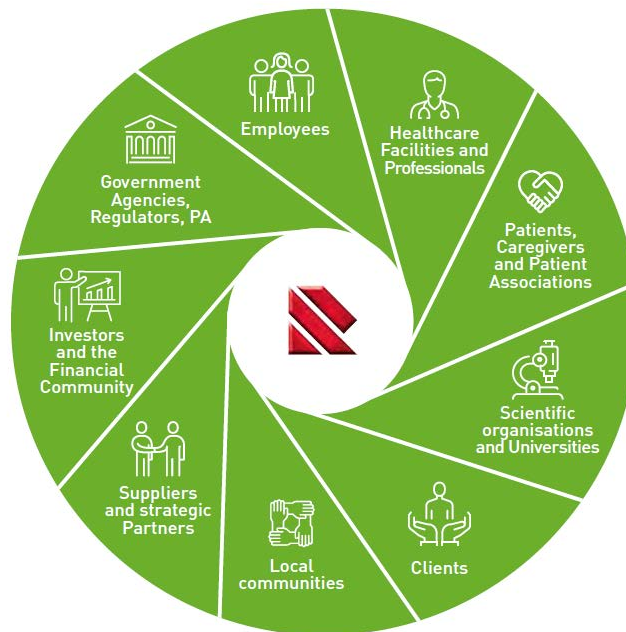 Employees
Healthcare
Facilities and
Professionals
Patients,
Caregivers
and Patient
Associations
Scientific
organisations
and Universities
Clients
Local
communities
Suppliers
and strategic
Partners
Investors
and the
Financial
Community
Government
Agencies,
Regulators, PA